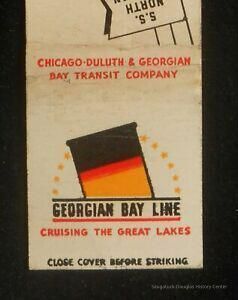 S.S.
NORTH
CHICAGO-DULUTH & GEORGIAN
BAY TRANSIT COMPANY
GEORGIAN BAY LINE
CRUISING THE GREAT LAKES
CLOSE COVER BEFORE STRIKING
Saugatuck-Douglas History Center